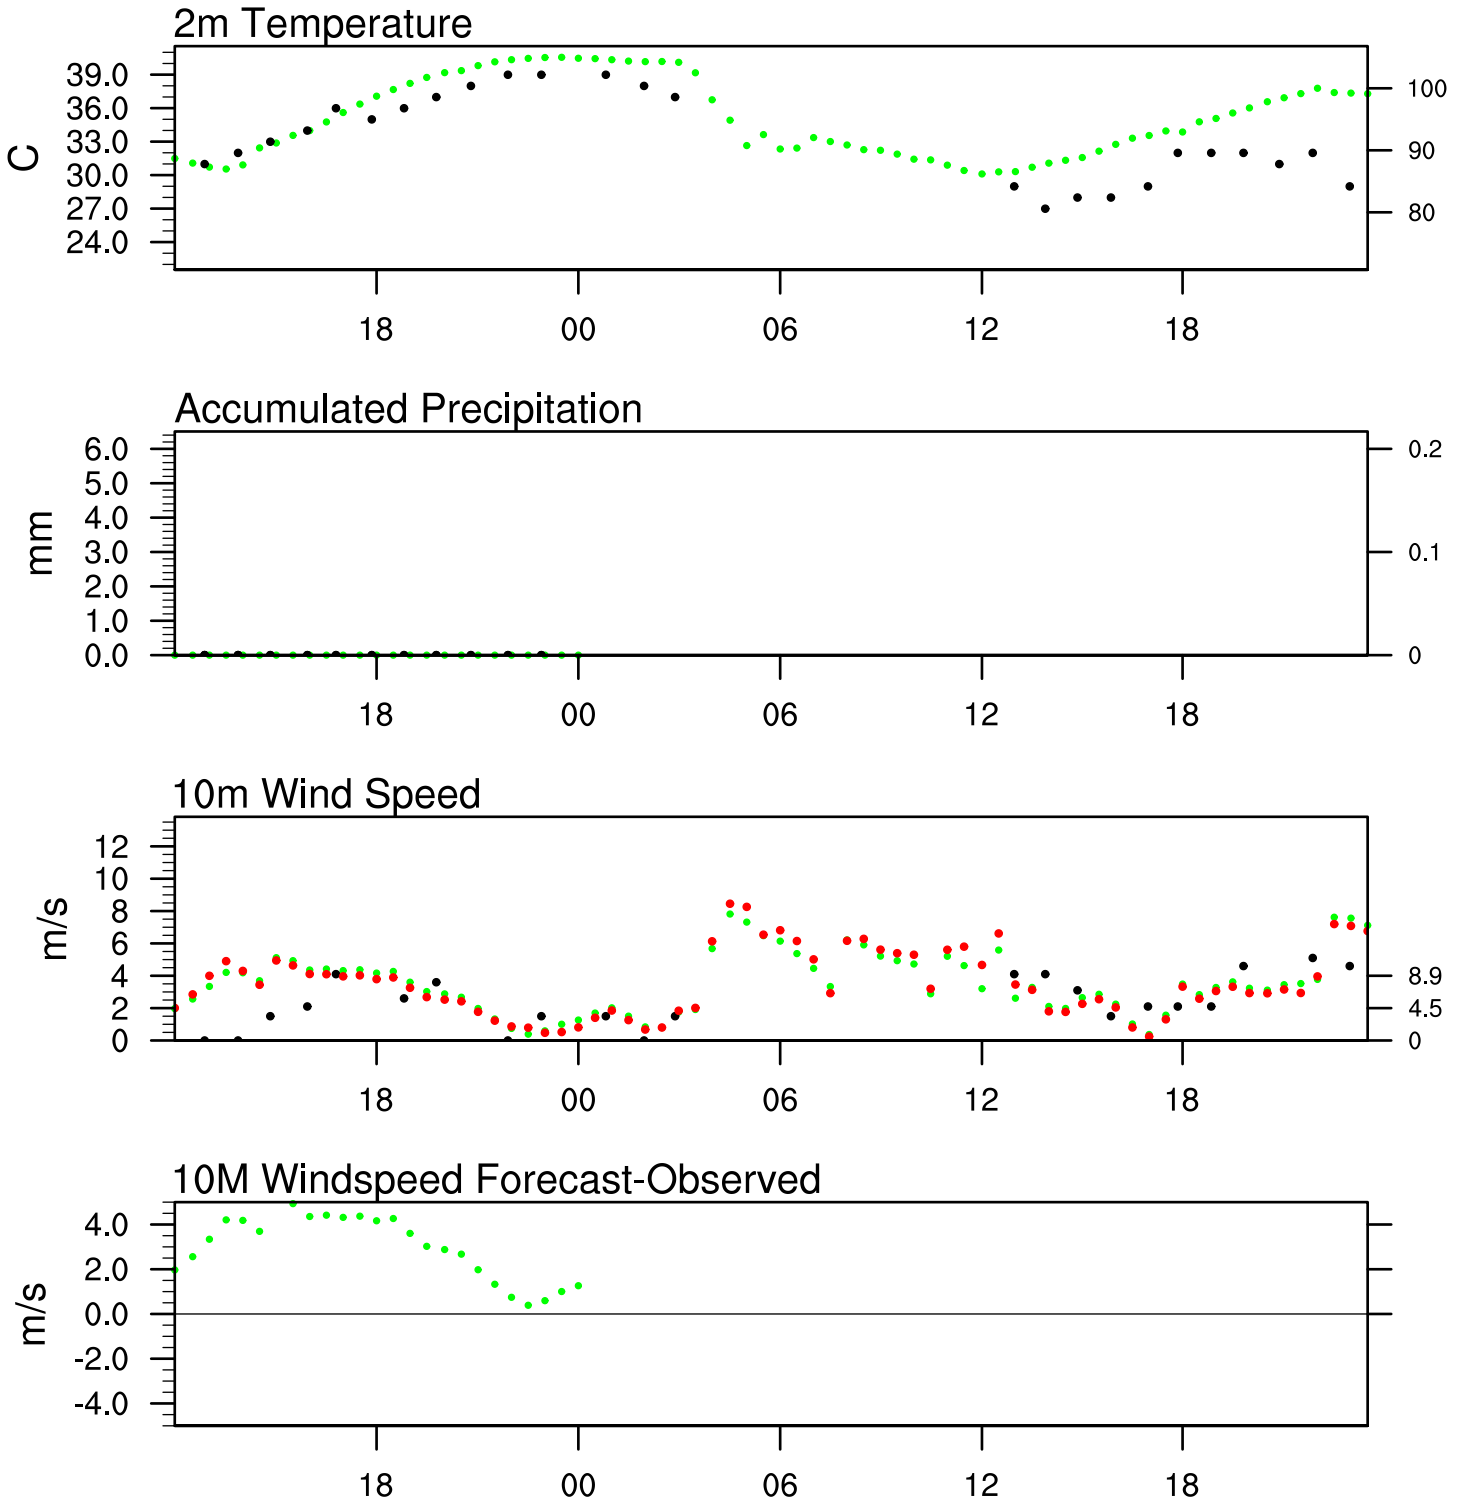 2m Temperature
39.0
36.0
33.0
30.0
27.0
24.0
C
100
90
80
18 00 06 12 18
Accumulated Precipitation
6.0
5.0
4.0
3.0
2.0
1.0
0.0
mm
0.2
0.1
0
18 00 06 12 18
10m Wind Speed
12
10
8
6
4
2
0
m/s
8.9
4.5
0
18 00 06 12 18
10M Windspeed Forecast-Observed
4.0
2.0
0.0
-2.0
-4.0
m/s
18 00 06 12 18